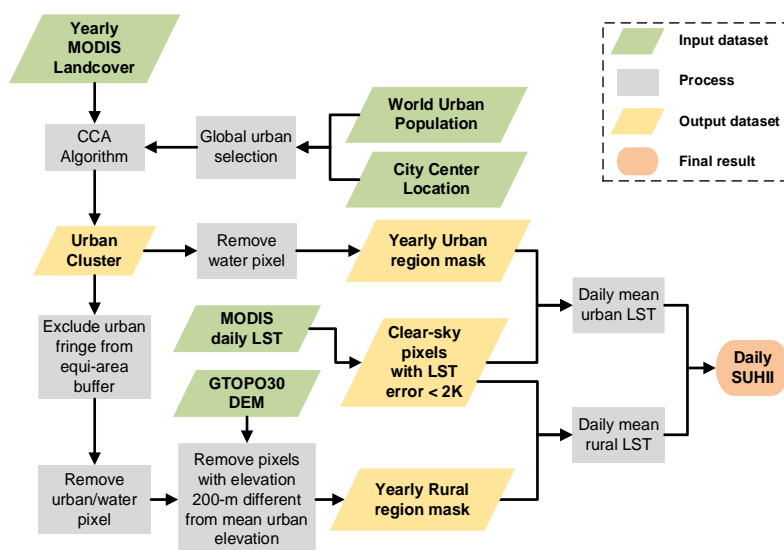 Yearly
MODIS
Landcover
CCA
Algorithm
Global urban
selection
World Urban
Population
City Center
Location
Input dataset
Process
Output dataset
Final result
Urban
Cluster
Remove
water pixel
Yearly Urban
region mask
Exclude urban
fringe from
equi-area
buffer
MODIS
daily LST
Clear-sky
pixels
with LST
error < 2K
Daily mean
urban LST
Daily
SUHII
GTOPO30
DEM
Daily mean
rural LST
Remove
urban/water
pixel
Remove pixels
with elevation
200-m different
from mean urban
elevation
Yearly Rural
region mask